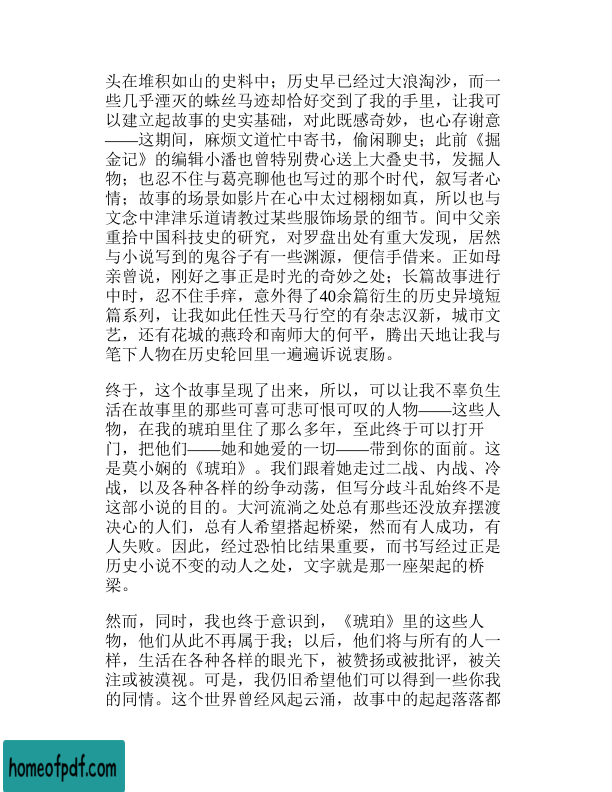 头在堆积如山的史料中；历史早已经过大浪淘沙，而一
些几乎湮灭的蛛丝马迹却恰好交到了我的手里，让我可
以建立起故事的史实基础，对此既感奇妙，也心存谢意
——这期间，麻烦文道忙中寄书，偷闲聊史；此前《掘
金记》的编辑小潘也曾特别费心送上大叠史书，发掘人
物；也忍不住与葛亮聊他也写过的那个时代，叙写者心
情；故事的场景如影片在心中太过栩栩如真，所以也与
文念中津津乐道请教过某些服饰场景的细节。间中父亲
重拾中国科技史的研究，对罗盘出处有重大发现，居然
与小说写到的鬼谷子有一些渊源，便信手借来。正如母
亲曾说，刚好之事正是时光的奇妙之处；长篇故事进行
中时，忍不住手痒，意外得了40余篇衍生的历史异境短
篇系列，让我如此任性天马行空的有杂志汉新，城市文
艺，还有花城的燕玲和南师大的何平，腾出天地让我与
笔下人物在历史轮回里一遍遍诉说衷肠。
终于，这个故事呈现了出来，所以，可以让我不辜负生
活在故事里的那些可喜可悲可恨可叹的人物——这些人
物，在我的琥珀里住了那么多年，至此终于可以打开
门，把他们——她和她爱的一切——带到你的面前。这
是莫小娴的《琥珀》。我们跟着她走过二战、内战、冷
战，以及各种各样的纷争动荡，但写分歧斗乱始终不是
这部小说的目的。大河流淌之处总有那些还没放弃摆渡
决心的人们，总有人希望搭起桥梁，然而有人成功，有
人失败。因此，经过恐怕比结果重要，而书写经过正是
历史小说不变的动人之处，文字就是那一座架起的桥
梁。
然而，同时，我也终于意识到，《琥珀》里的这些人
物，他们从此不再属于我；以后，他们将与所有的人一
样，生活在各种各样的眼光下，被赞扬或被批评，被关
注或被漠视。可是，我仍旧希望他们可以得到一些你我
的同情。这个世界曾经风起云涌，故事中的起起落落都
homeofpdf.com